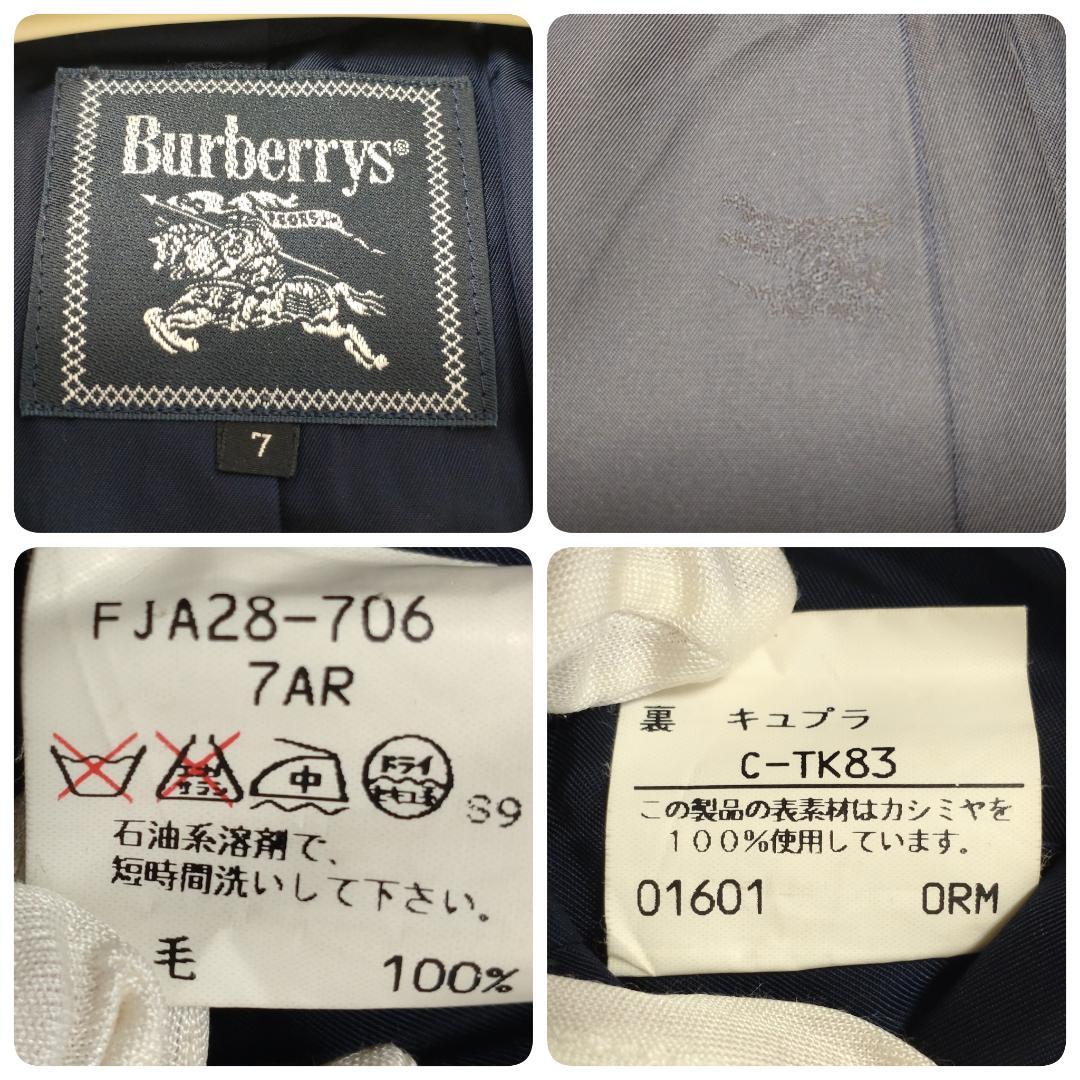 Burberrys®
7
FJA28-706
7AR
中
ドライ
セキユ系
S9
石油系溶剤で、
短時間洗いして下さい。
毛 100%
裏 キュプラ
C-TK83
この製品の表素材はカシミヤを
100%使用しています。
01601 ORM